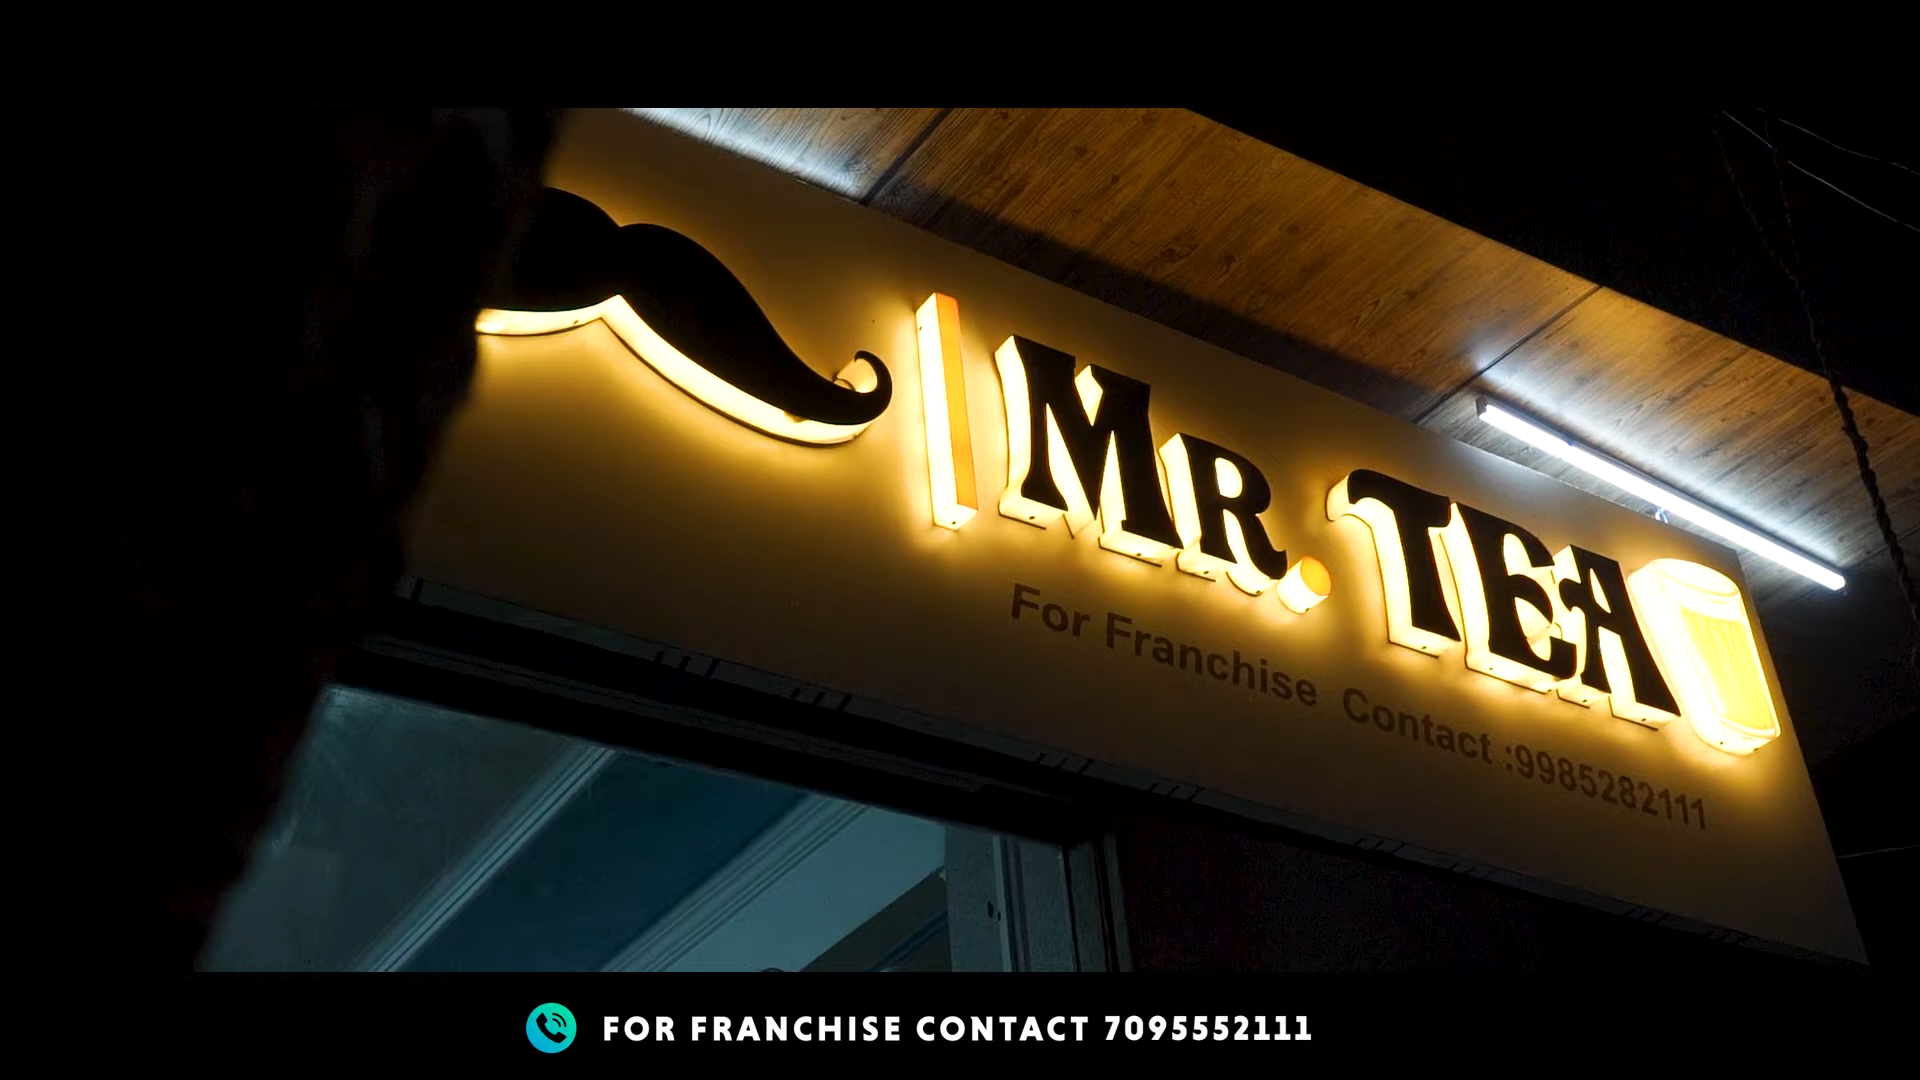 MR. TEA
For Franchise Contact :9985282111
FOR FRANCHISE CONTACT 7095552111